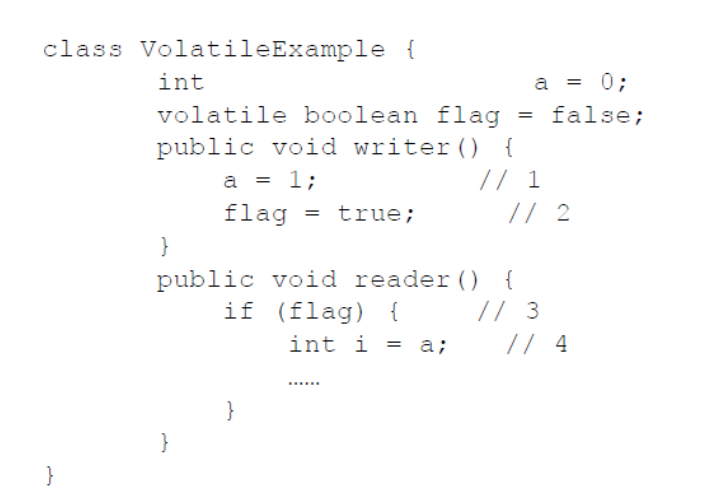 class VolatileExample {
int a = 0;
volatile boolean flag = false;
public void writer() {
a = 1; // 1
flag = true; // 2
}
public void reader() {
if (flag) { // 3
int i = a; // 4
……
}
}
}